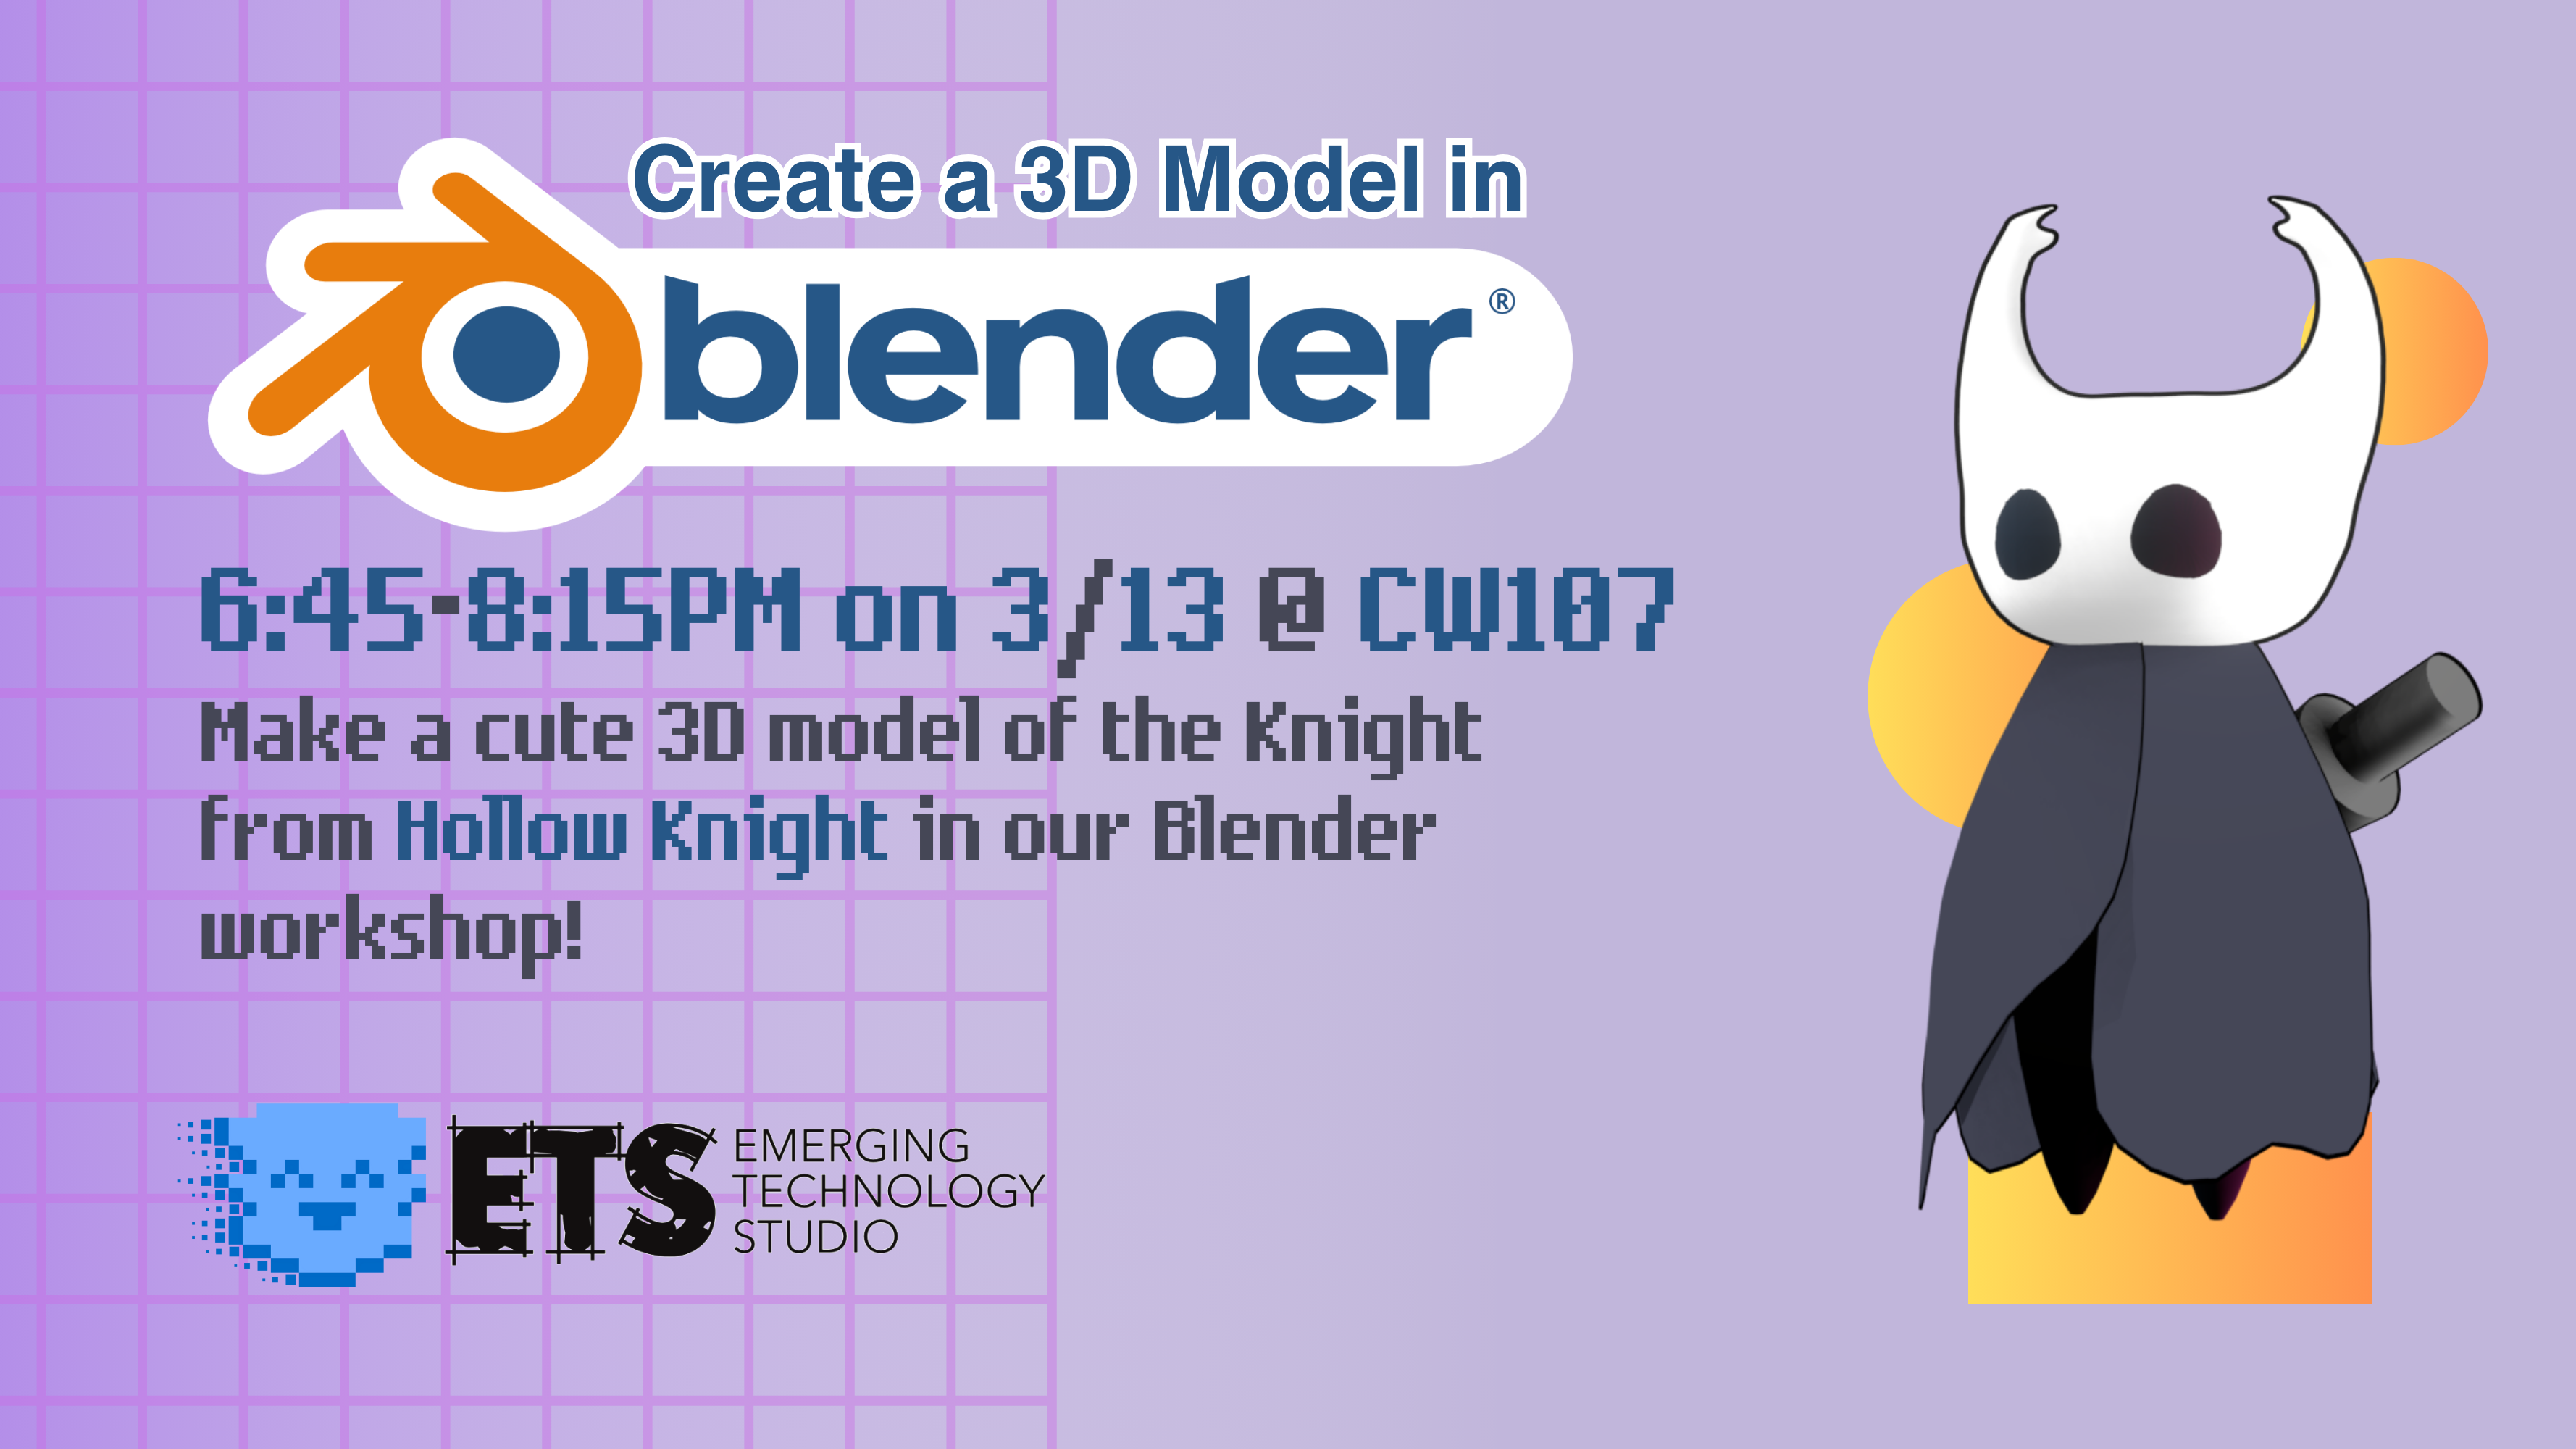 Create a 3D Model in
blender®
6:45-8:15PM on 3/13 @ CW107
Make a cute 3D model of the Knight
from Hollow Knight in our Blender
workshop!
ETS
EMERGING
TECHNOLOGY
STUDIO